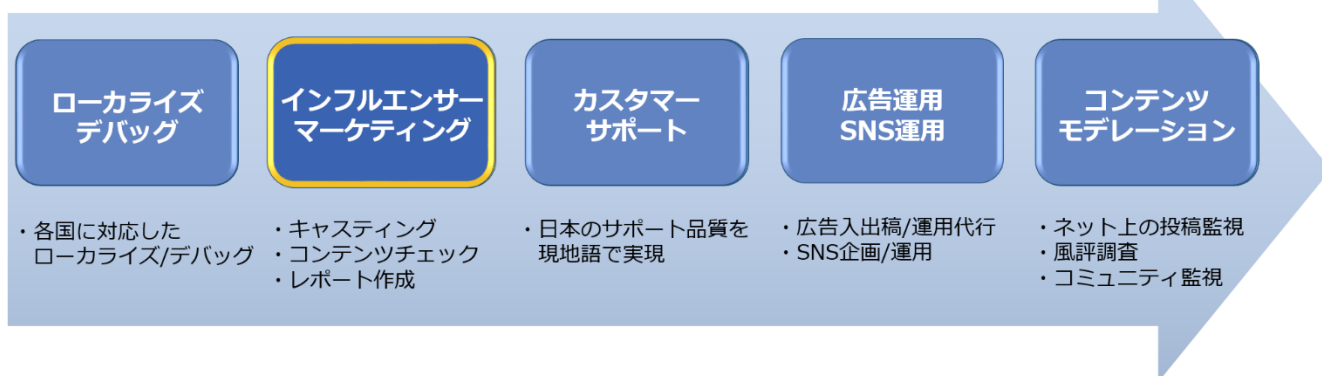 ローカライズ
デバッグ
インフルエンサー
マーケティング
カスタマー
サポート
広告運用
SNS運用
コンテンツ
モデレーション
・各国に対応した
ローカライズ/デバッグ
・キャスティング
・コンテンツチェック
・レポート作成
・日本のサポート品質を
現地語で実現
・広告入出稿/運用代行
・SNS企画/運用
・ネット上の投稿監視
・風評調査
・コミュニティ監視